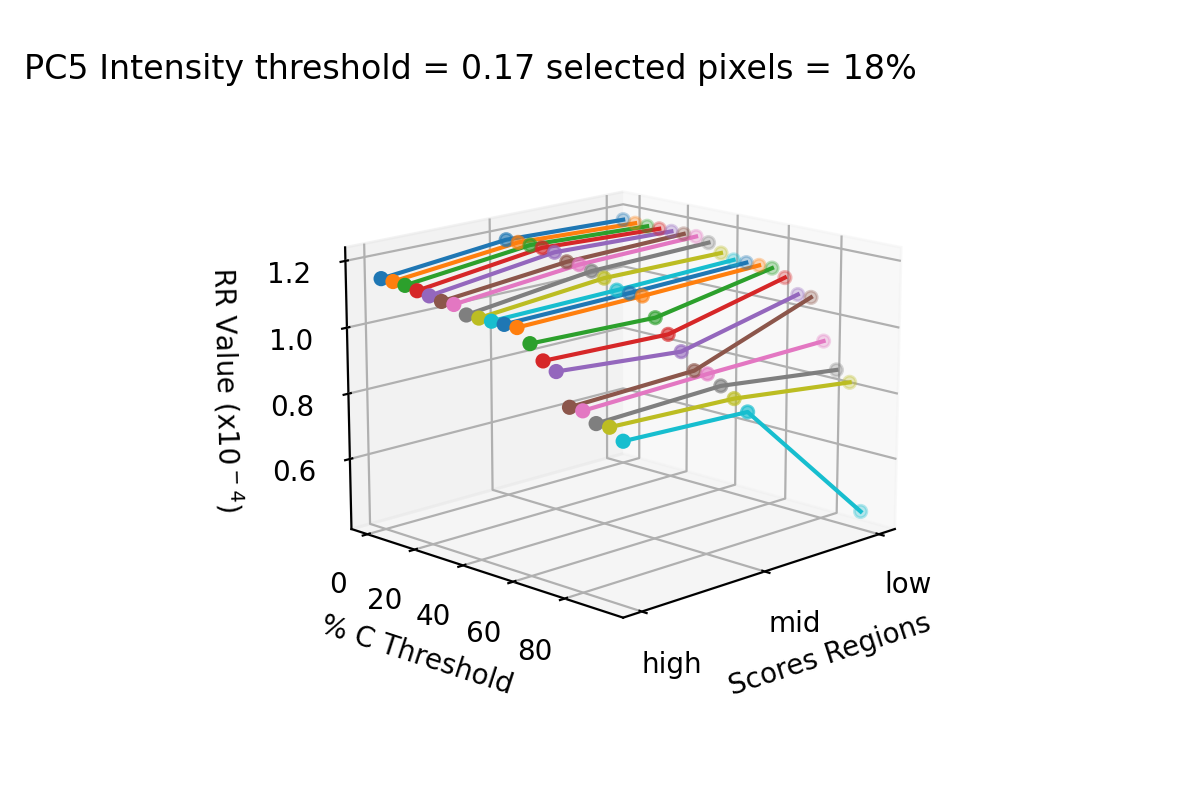 PC5 Intensity threshold = 0.17 selected pixels = 18%
RR Value (x10⁻⁴)
1.2
1.0
0.8
0.6
0
20
40
60
80
% C Threshold
high
mid
low
Scores Regions